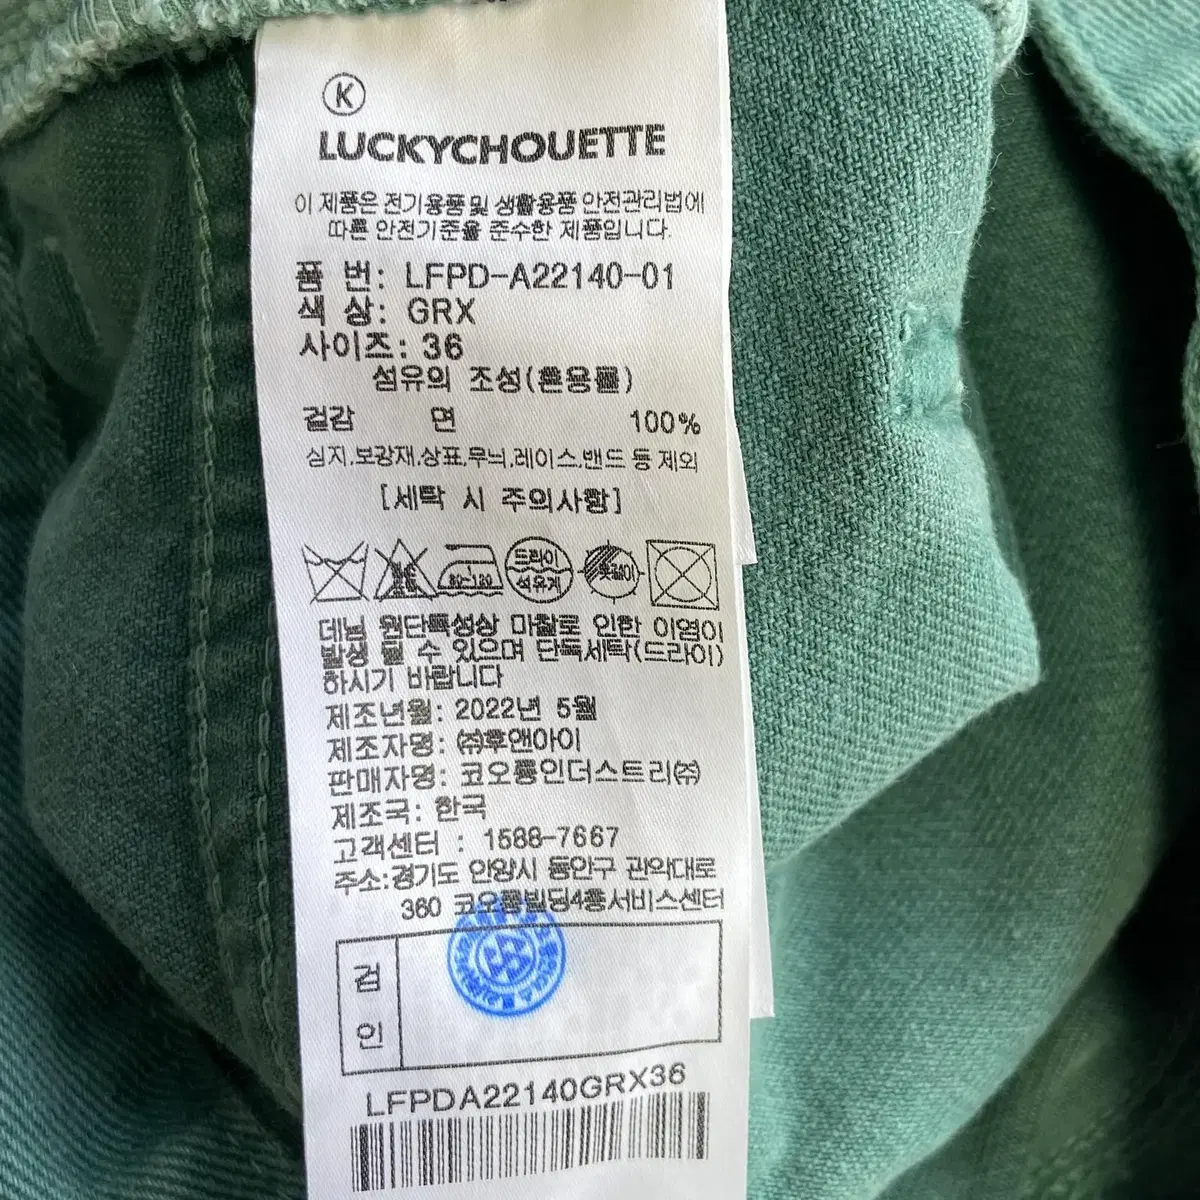 K
LUCKYCHOUETTE
이 제품은 전기용품및 생활용품 안전관리법에
따른 안전기준을 준수한 제품입니다.
품 번: LFPD-A22140-01
색 상: GRX
사이즈: 36
섬유의 조성(혼용률)
겉감 면 100%
심지,보강재,상표,무늬,레이스,밴드 등 제외
[세탁 시 주의사항]
80~120 드라이
석유계
데님 원단특성상 마찰로 인한 이염이
발생 될 수 있으며 단독세탁(드라이)
하시기 바랍니다
제조년월: 2022년 5월
제조자명: ㈜후앤아이
판매자명: 코오롱인더스트리㈜
제조국: 한국
고객센터 : 1588-7667
주소:경기도 안양시 동안구 관악대로
360 코오롱빌딩4층서비스센터
검
인
LFPDA22140GRX36